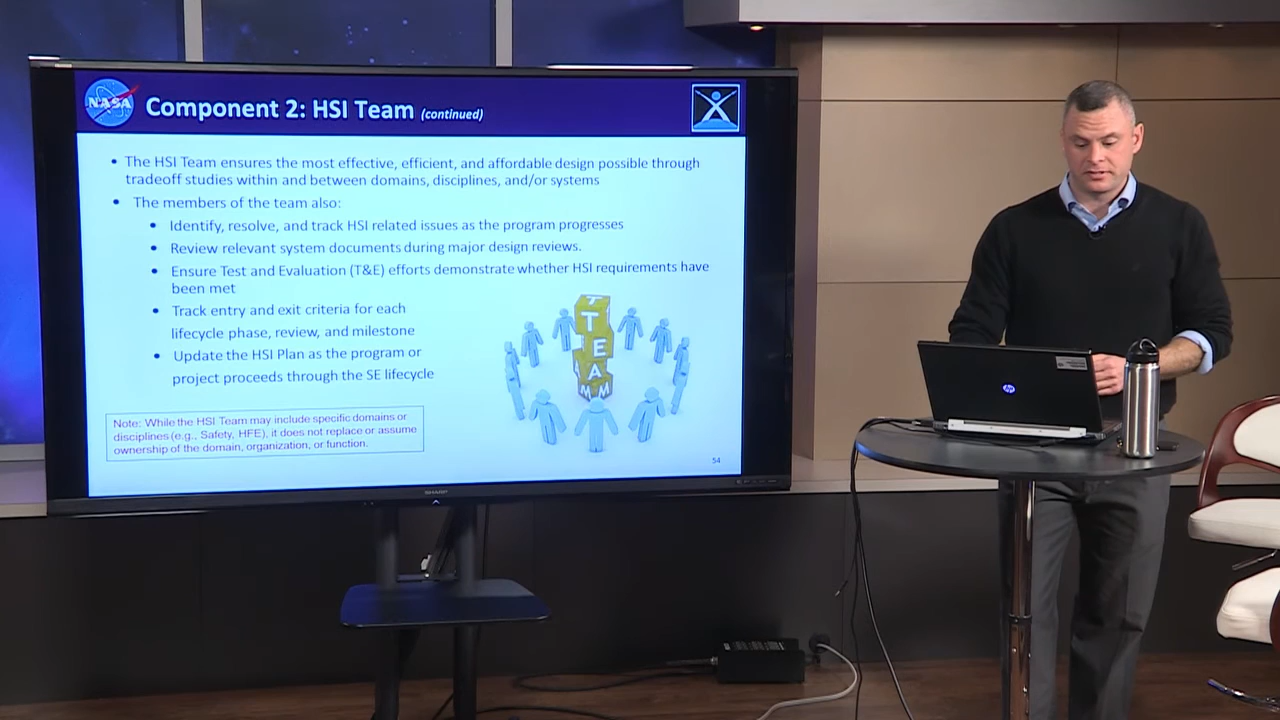 NASA
Component 2: HSI Team (continued)
• The HSI Team ensures the most effective, efficient, and affordable design possible through
tradeoff studies within and between domains, disciplines, and/or systems
• The members of the team also:
• Identify, resolve, and track HSI related issues as the program progresses
• Review relevant system documents during major design reviews.
• Ensure Test and Evaluation (T&E) efforts demonstrate whether HSI requirements have
been met
• Track entry and exit criteria for each
lifecycle phase, review, and milestone
• Update the HSI Plan as the program or
project proceeds through the SE lifecycle
T
T
E
A
M M
Note: While the HSI Team may include specific domains or
disciplines (e.g., Safety, HFE), it does not replace or assume
ownership of the domain, organization, or function.
54
SHARP
hp